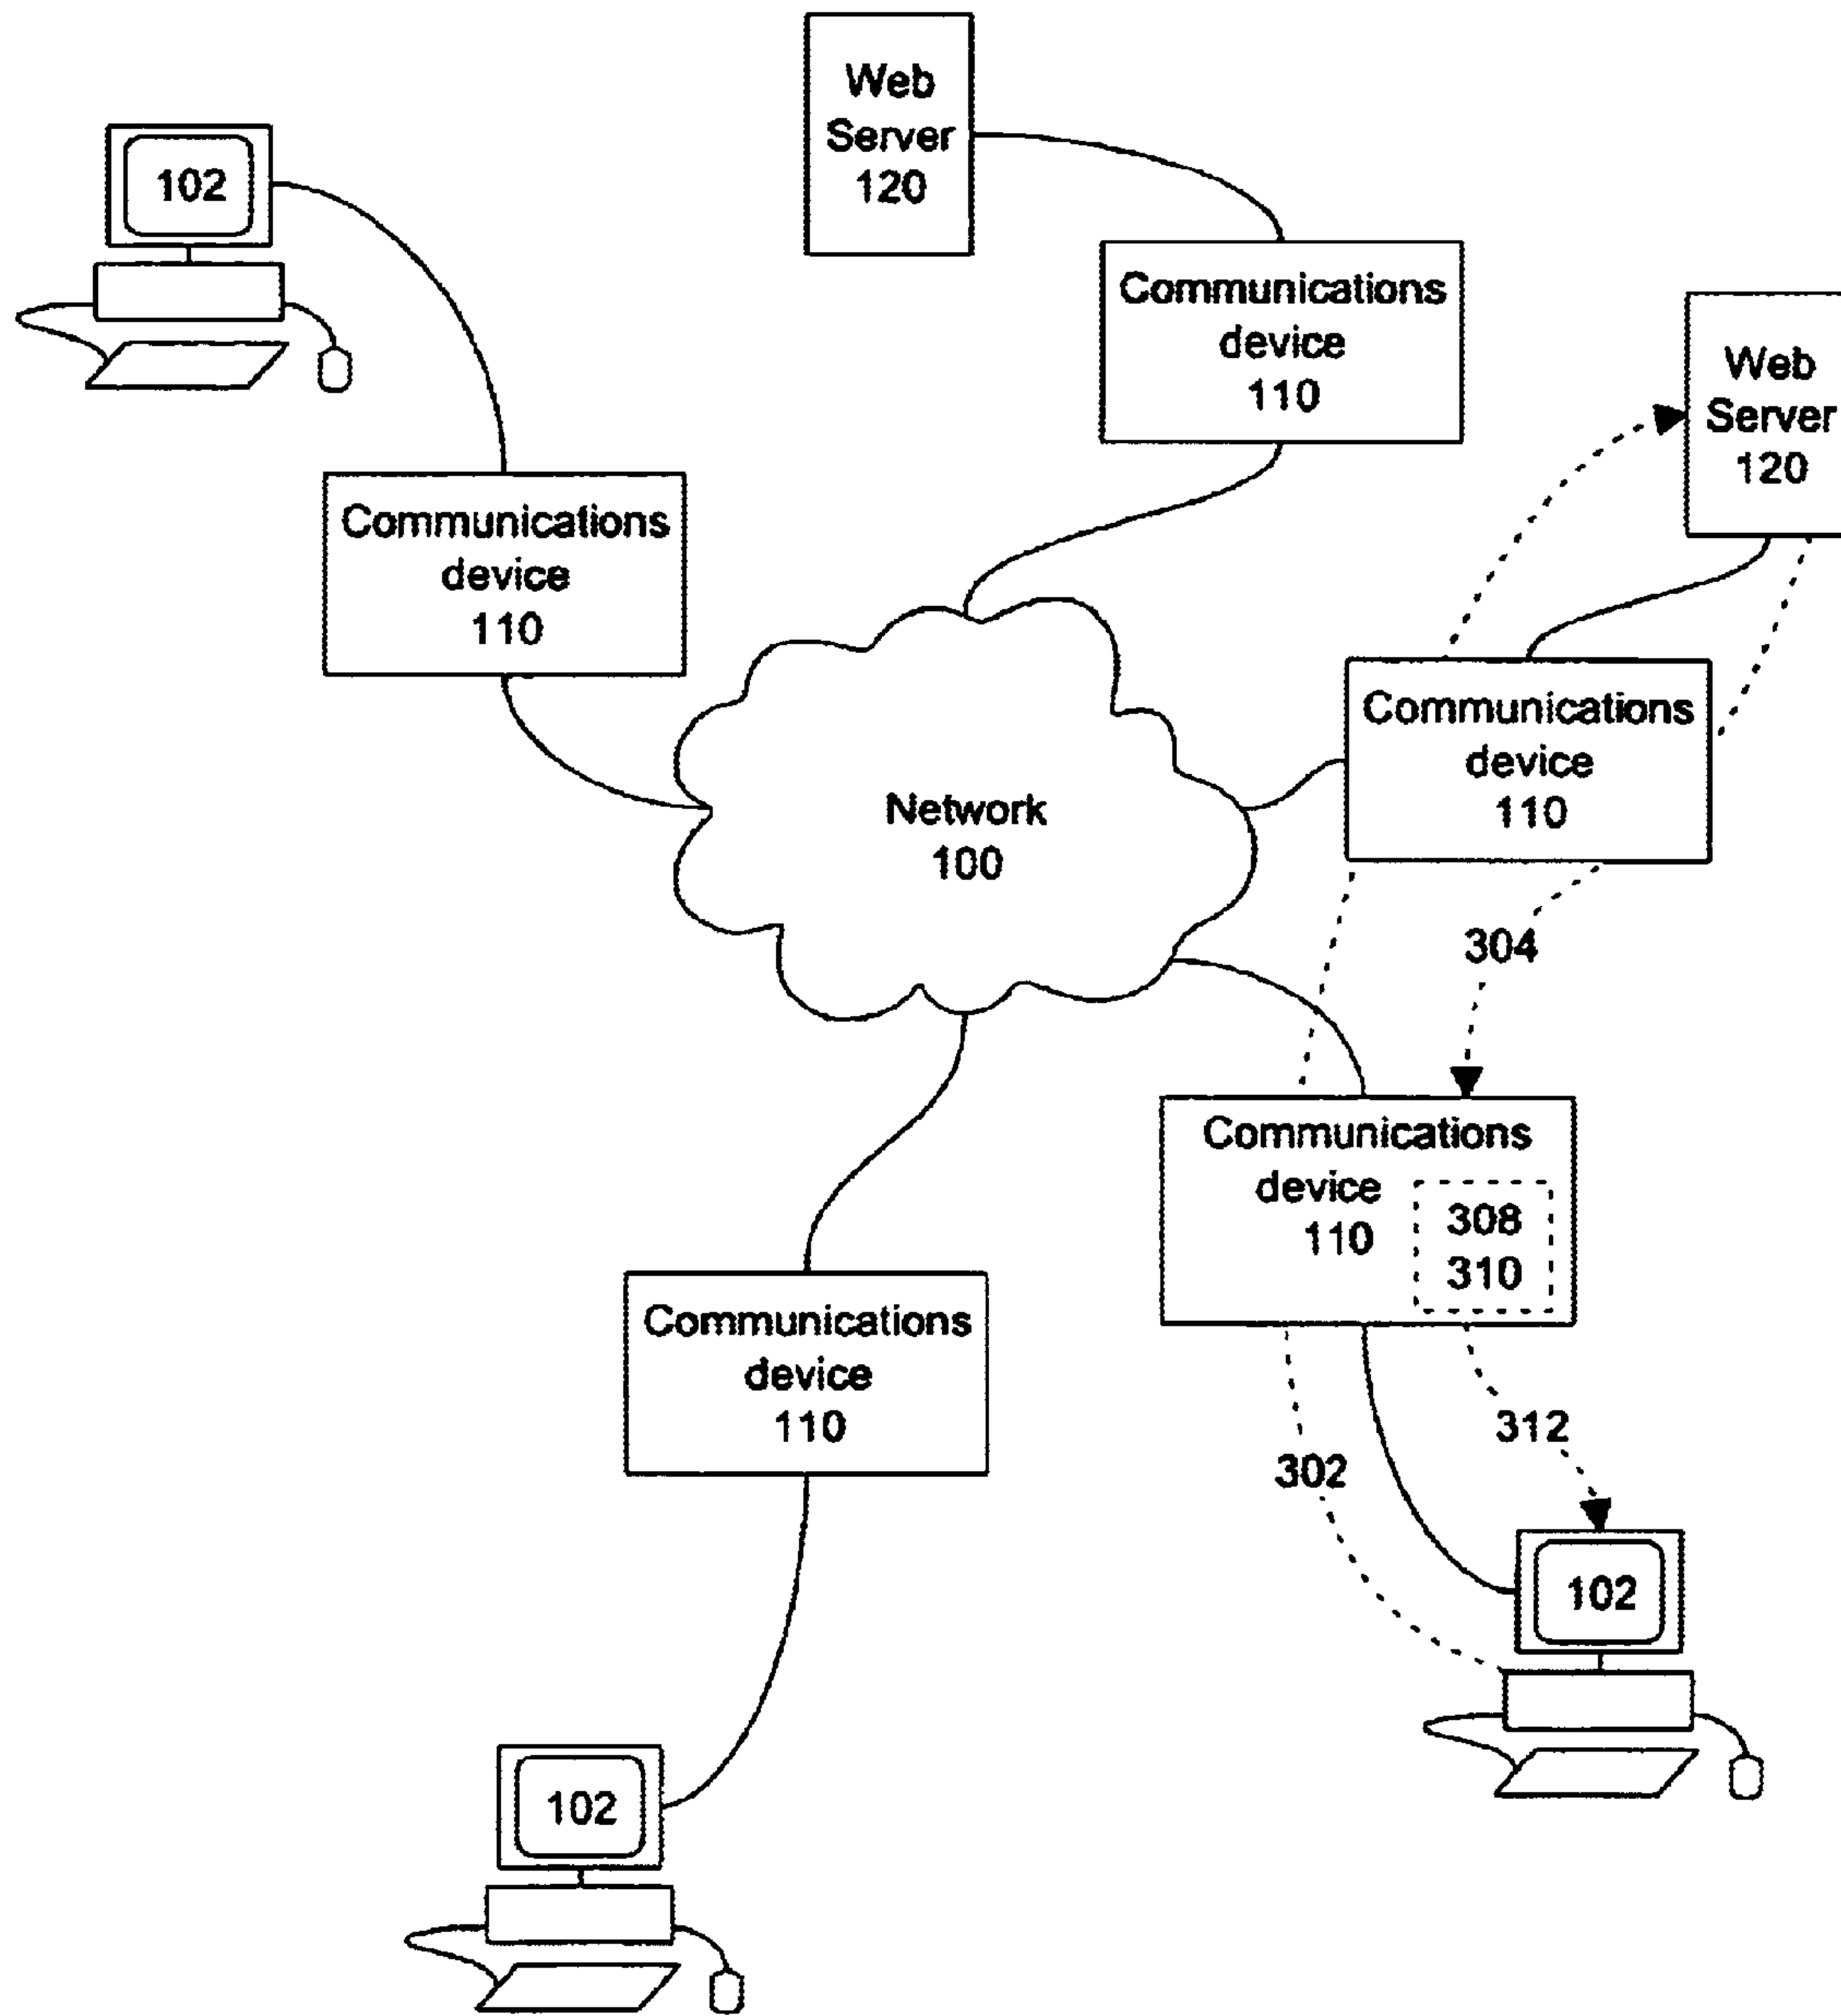 Web
Server
120
102
Communications
device
110
Web
Server
120
Communications
device
110
Communications
device
110
Network
100
304
Communications
device
110
308
310
Communications
device
110
312
302
102
102